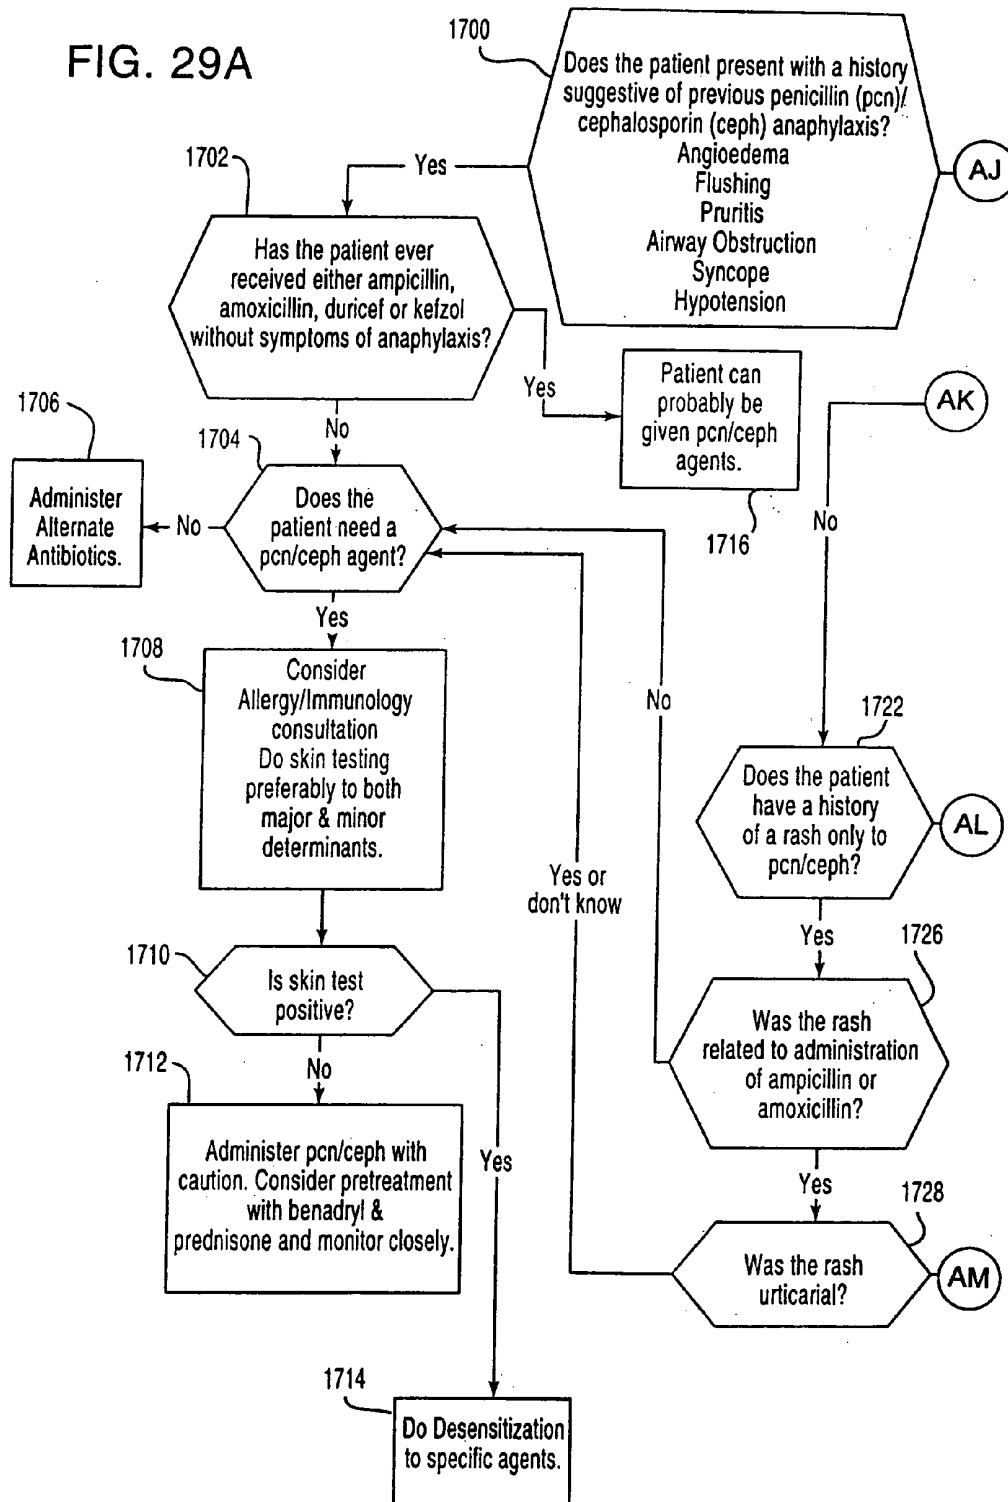 FIG. 29A
1700
Does the patient present with a history
suggestive of previous penicillin (pcn)/
cephalosporin (ceph) anaphylaxis?
Angioedema
Flushing
Pruritis
Airway Obstruction
Syncope
Hypotension
AJ
Yes
1702
Has the patient ever
received either ampicillin,
amoxicillin, duricef or kefzol
without symptoms of anaphylaxis?
Yes
Patient can
probably be
given pcn/ceph
agents.
1716
AK
No
No
1704
Does the
patient need a
pcn/ceph agent?
No
1706
Administer
Alternate
Antibiotics.
Yes
1708
Consider
Allergy/Immunology
consultation
Do skin testing
preferably to both
major & minor
determinants.
No
1722
Does the patient
have a history
of a rash only to
pcn/ceph?
AL
Yes or
don't know
Yes
1726
Was the rash
related to administration
of ampicillin or
amoxicillin?
1710
Is skin test
positive?
No
1712
Administer pcn/ceph with
caution. Consider pretreatment
with benadryl &
prednisone and monitor closely.
Yes
Yes
1728
Was the rash
urticarial?
AM
1714
Do Desensitization
to specific agents.